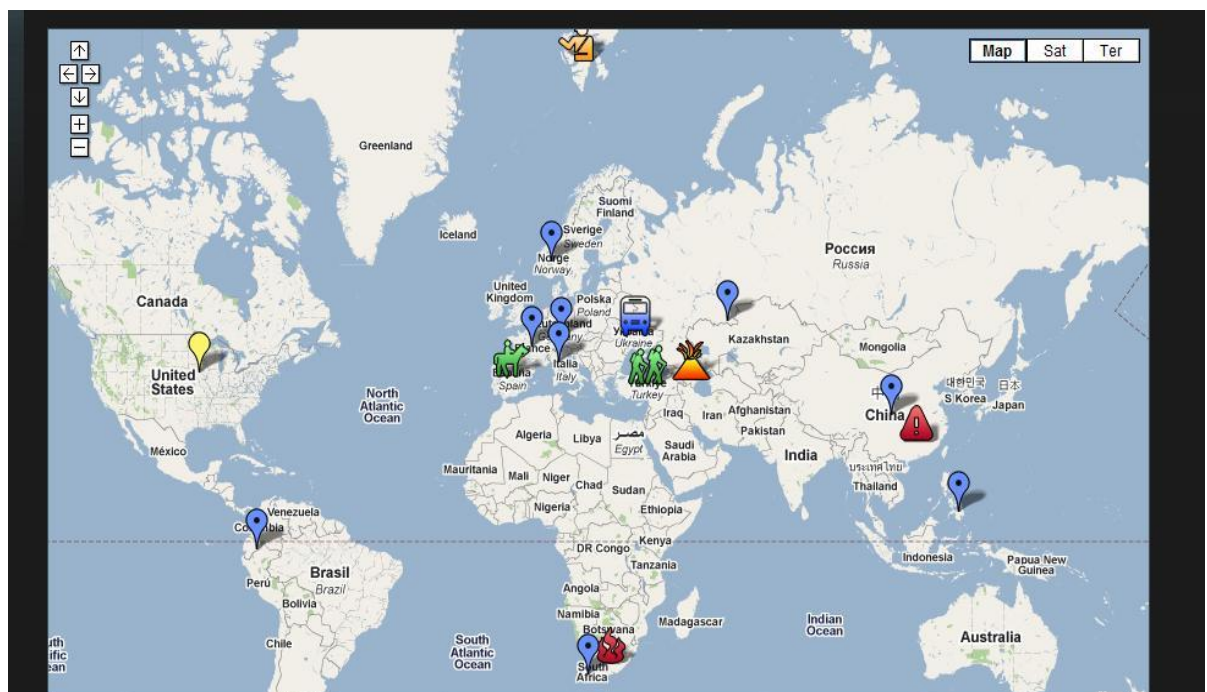 Map
Sat
Ter
Greenland
Iceland
Suomi
Finland
Sverige
Sweden
Norge
Norway
Россия
Russia
United
Kingdom
Polska
Poland
Canada
Ukraine
Kazakhstan
Mongolia
United
States
Italia
Italy
Spain
Turkey
대한민국
S Korea
日本
Japan
China
North
Atlantic
Ocean
Iraq
Iran
Afghanistan
Pakistan
México
Algeria
Libya
مصر
Egypt
Saudi
Arabia
India
Mauritania
Mali
Niger
Chad
Sudan
ประเทศไทย
Thailand
Venezuela
Nigeria
Ethiopia
Kenya
DR Congo
Tanzania
Indonesia
Papua New
Guinea
Perú
Brasil
Brazil
Bolivia
Angola
Namibia
Botswana
Madagascar
Indian
Ocean
Australia
Chile
South
Atlantic
Ocean
South
Africa